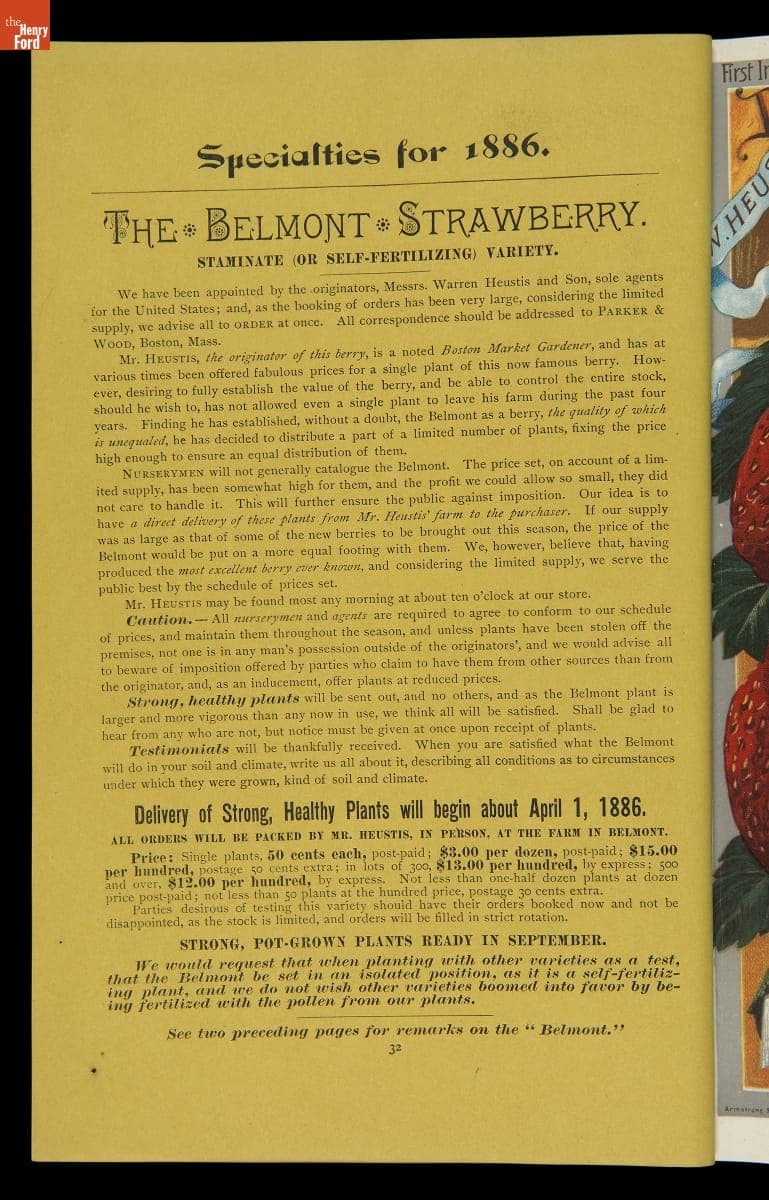 the
Henry
Ford
Specialties for 1886.
THE * BELMONT * STRAWBERRY.
STAMINATE (OR SELF-FERTILIZING) VARIETY.
We have been appointed by the originators, Messrs. Warren Heustis and Son, sole agents
for the United States; and, as the booking of orders has been very large, considering the limited
supply, we advise all to ORDER at once. All correspondence should be addressed to PARKER &
WOOD, Boston, Mass.
Mr. HEUSTIS, the originator of this berry, is a noted Boston Market Gardener, and has at
various times been offered fabulous prices for a single plant of this now famous berry. How-
ever, desiring to fully establish the value of the berry, and be able to control the entire stock,
should he wish to, has not allowed even a single plant to leave his farm during the past four
years. Finding he has established, without a doubt, the Belmont as a berry, the quality of which
is unequaled, he has decided to distribute a part of a limited number of plants, fixing the price
high enough to ensure an equal distribution of them.
NURSERYMEN will not generally catalogue the Belmont. The price set, on account of a lim-
ited supply, has been somewhat high for them, and the profit we could allow so small, they did
not care to handle it. This will further ensure the public against imposition. Our idea is to
have a direct delivery of these plants from Mr. Heustis' farm to the purchaser. If our supply
was as large as that of some of the new berries to be brought out this season, the price of the
Belmont would be put on a more equal footing with them. We, however, believe that, having
produced the most excellent berry ever known, and considering the limited supply, we serve the
public best by the schedule of prices set.
Mr. HEUSTIS may be found most any morning at about ten o'clock at our store.
Caution. — All nurserymen and agents are required to agree to conform to our schedule
of prices, and maintain them throughout the season, and unless plants have been stolen off the
premises, not one is in any man's possession outside of the originators', and we would advise all
to beware of imposition offered by parties who claim to have them from other sources than from
the originator, and, as an inducement, offer plants at reduced prices.
Strong, healthy plants will be sent out, and no others, and as the Belmont plant is
larger and more vigorous than any now in use, we think all will be satisfied. Shall be glad to
hear from any who are not, but notice must be given at once upon receipt of plants.
Testimonials will be thankfully received. When you are satisfied what the Belmont
will do in your soil and climate, write us all about it, describing all conditions as to circumstances
under which they were grown, kind of soil and climate.
Delivery of Strong, Healthy Plants will begin about April 1, 1886.
ALL ORDERS WILL BE PACKED BY MR. HEUSTIS, IN PERSON, AT THE FARM IN BELMONT.
Price: Single plants, 50 cents each, post-paid; $3.00 per dozen, post-paid; $15.00
per hundred, postage 50 cents extra; in lots of 300, $13.00 per hundred, by express; 500
and over, $12.00 per hundred, by express. Not less than one-half dozen plants at dozen
price post-paid; not less than 50 plants at the hundred price, postage 30 cents extra.
Parties desirous of testing this variety should have their orders booked now and not be
disappointed, as the stock is limited, and orders will be filled in strict rotation.
STRONG, POT-GROWN PLANTS READY IN SEPTEMBER.
We would request that when planting with other varieties as a test,
that the Belmont be set in an isolated position, as it is a self-fertiliz-
ing plant, and we do not wish other varieties boomed into favor by be-
ing fertilized with the pollen from our plants.
See two preceding pages for remarks on the "Belmont."
32
First In
W. HEUS
Armstrong